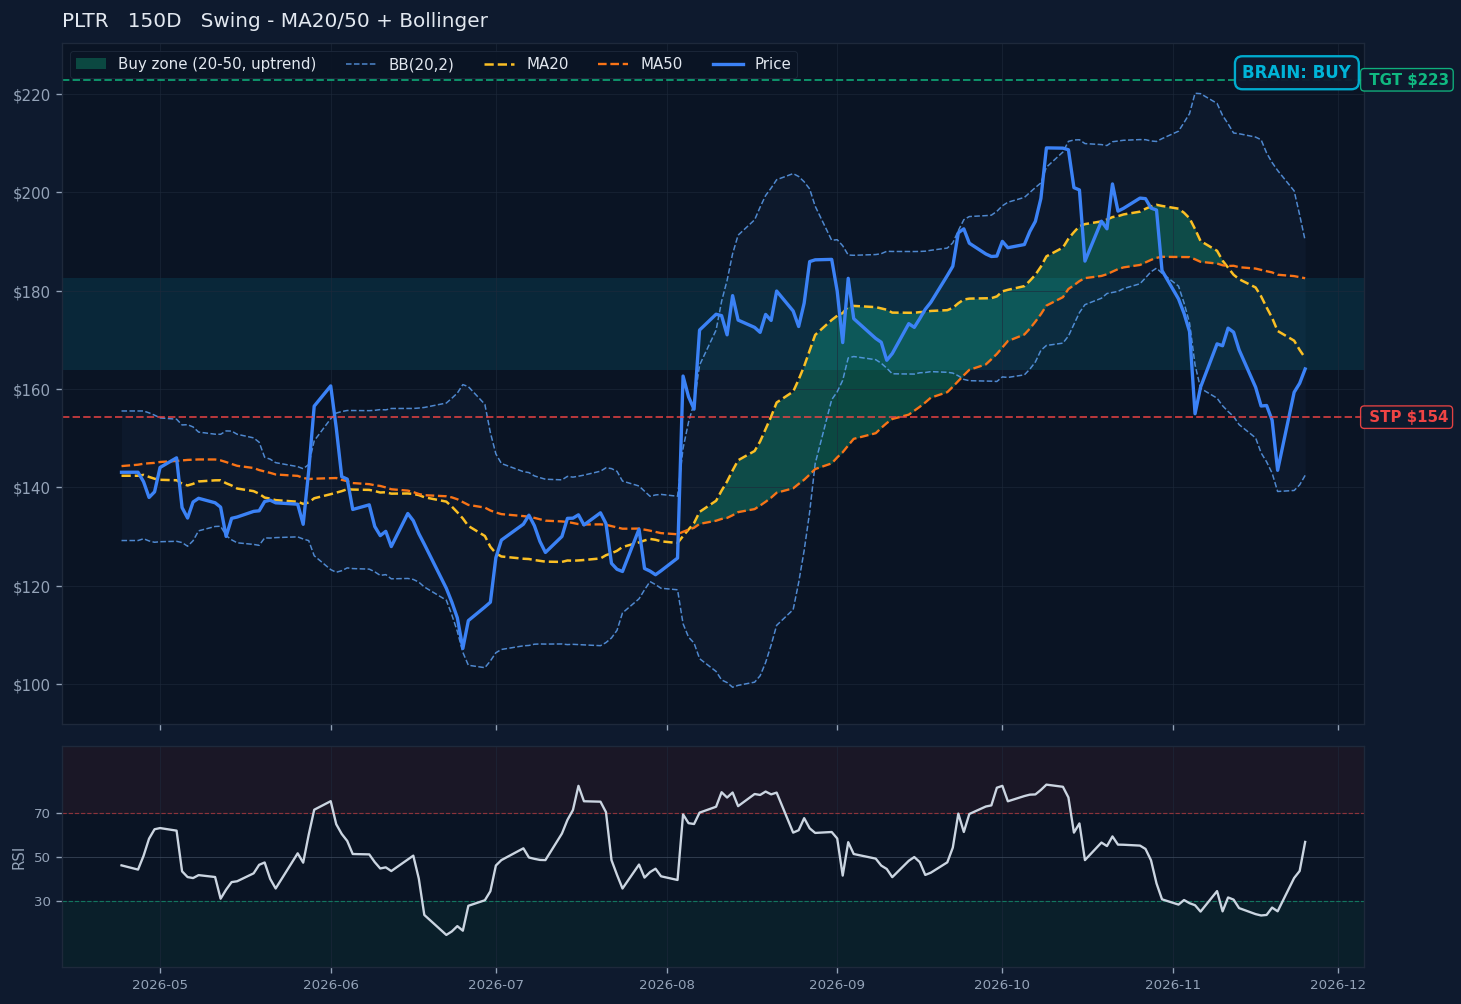 PLTR   150D   Swing - MA20/50 + Bollinger
Buy zone (20-50, uptrend)   BB(20,2)   MA20   MA50   Price
BRAIN: BUY
TGT $223
$220
$200
$180
$160
STP $154
$140
$120
$100
RSI
70
50
30
2026-05   2026-06   2026-07   2026-08   2026-09   2026-10   2026-11   2026-12